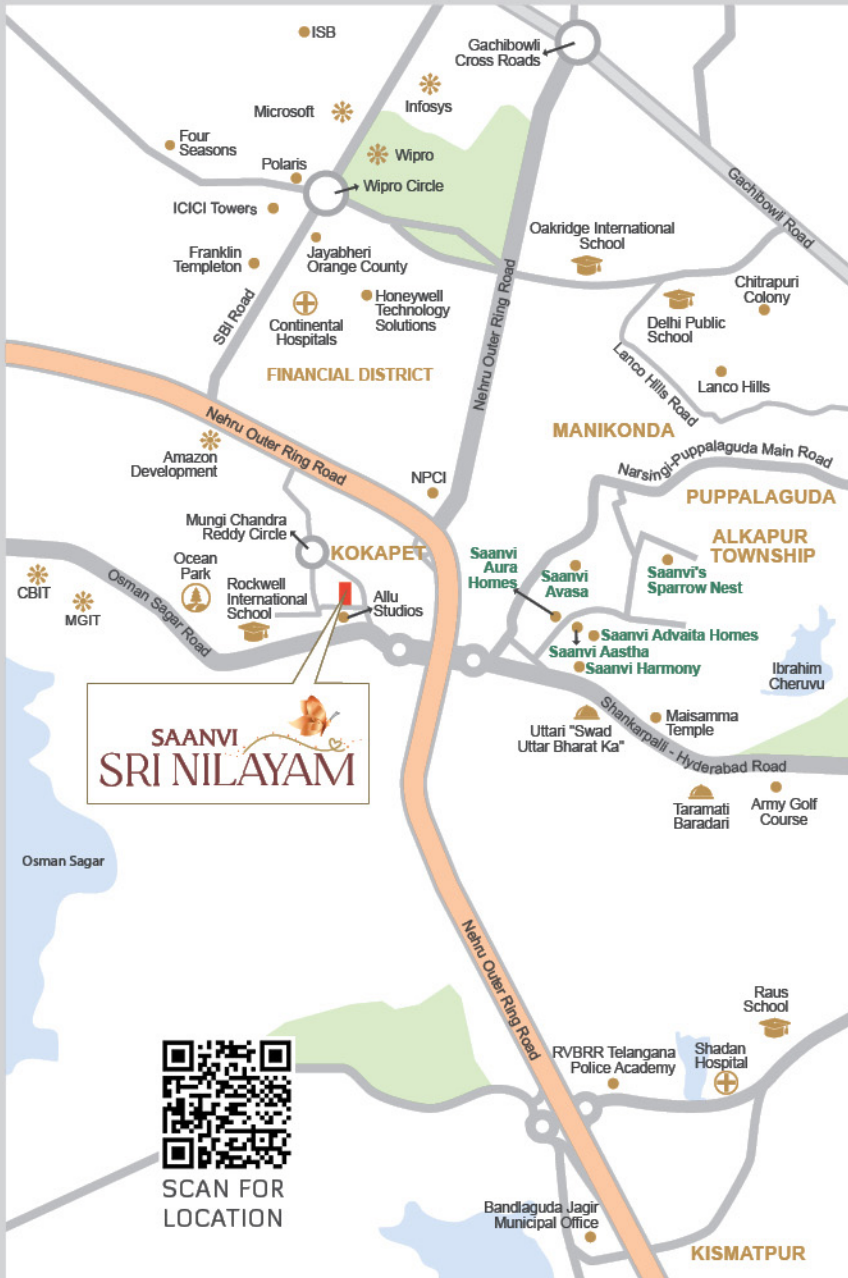 ISB
Gachibowli
Cross Roads
Microsoft
Infosys
Four
Seasons
Polaris
Wipro
Wipro Circle
Gachibowli Road
ICICI Towers
Oakridge International
School
Franklin
Templeton
Jayabheri
Orange County
SBI Road
Continental
Hospitals
Honeywell
Technology
Solutions
Nehru Outer Ring Road
Chitrapuri
Colony
Delhi Public
School
Lanco Hills Road
Lanco Hills
FINANCIAL DISTRICT
Nehru Outer Ring Road
MANIKONDA
Amazon
Development
NPCI
Narsingi-Puppalaguda Main Road
PUPPALAGUDA
Mungi Chandra
Reddy Circle
KOKAPET
ALKAPUR
TOWNSHIP
Saanvi
Aura
Homes
Saanvi
Avasa
Saanvi's
Sparrow Nest
CBIT
MGIT
Osman Sagar Road
Ocean
Park
Rockwell
International
School
Allu
Studios
Saanvi Advaita Homes
Saanvi Aastha
Saanvi Harmony
Ibrahim
Cheruvu
SAANVI
SRI NILAYAM
Uttari "Swad
Uttar Bharat Ka"
Maisamma
Temple
Shankarpalli - Hyderabad Road
Taramati
Baradari
Army Golf
Course
Osman Sagar
Nehru Outer Ring Road
Raus
School
RVBRR Telangana
Police Academy
Shadan
Hospital
SCAN FOR
LOCATION
Bandlaguda Jagir
Municipal Office
KISMATPUR